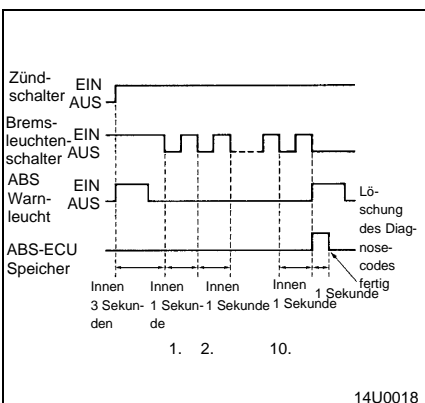 Zünd-
schalter
EIN
AUS
Brems-
leuchten-
schalter
EIN
AUS
ABS
Warn-
leucht
EIN
AUS
ABS-ECU
Speicher
Lö-
schung
des Diag-
nose-
codes
fertig
Innen
3 Sekun-
den
Innen
1 Sekun-
de
Innen
1 Sekunde
Innen
1 Sekunde
1 Sekunde
1. 2. 10.
14U0018